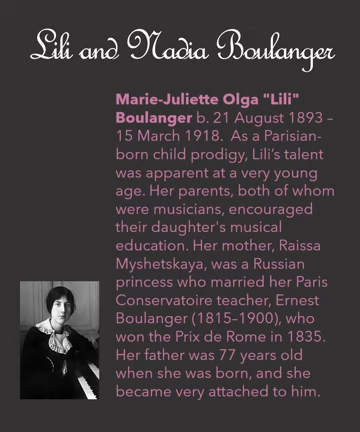 Lili and Nadia Boulanger
Marie-Juliette Olga "Lili"
Boulanger b. 21 August 1893 –
15 March 1918.  As a Parisian-
born child prodigy, Lili's talent
was apparent at a very young
age. Her parents, both of whom
were musicians, encouraged
their daughter's musical
education. Her mother, Raissa
Myshetskaya, was a Russian
princess who married her Paris
Conservatoire teacher, Ernest
Boulanger (1815–1900), who
won the Prix de Rome in 1835.
Her father was 77 years old
when she was born, and she
became very attached to him.